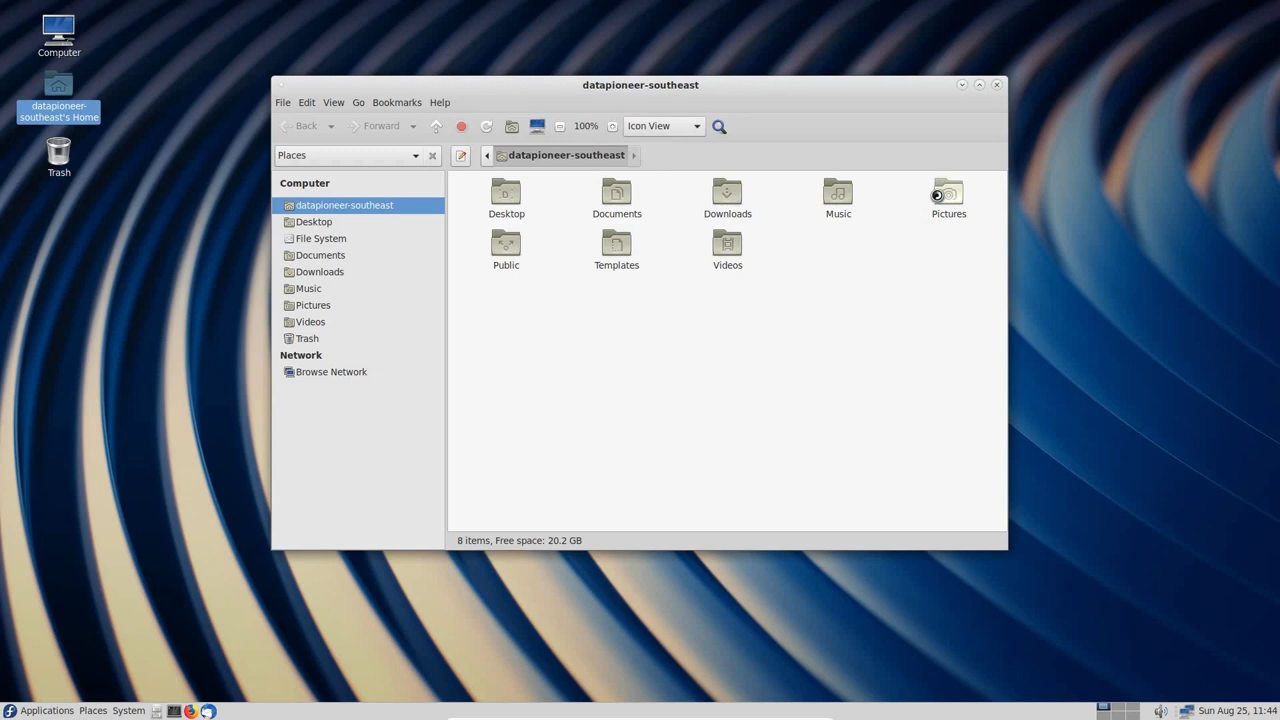 Computer
datapioneer-
southeast's Home
Trash
datapioneer-southeast
File Edit View Go Bookmarks Help
Back Forward 100% Icon View
Places datapioneer-southeast
Computer
datapioneer-southeast
Desktop
File System
Documents
Downloads
Music
Pictures
Videos
Trash
Network
Browse Network
Desktop Documents Downloads Music Pictures
Public Templates Videos
8 items, Free space: 20.2 GB
Applications Places System Sun Aug 25, 11:44